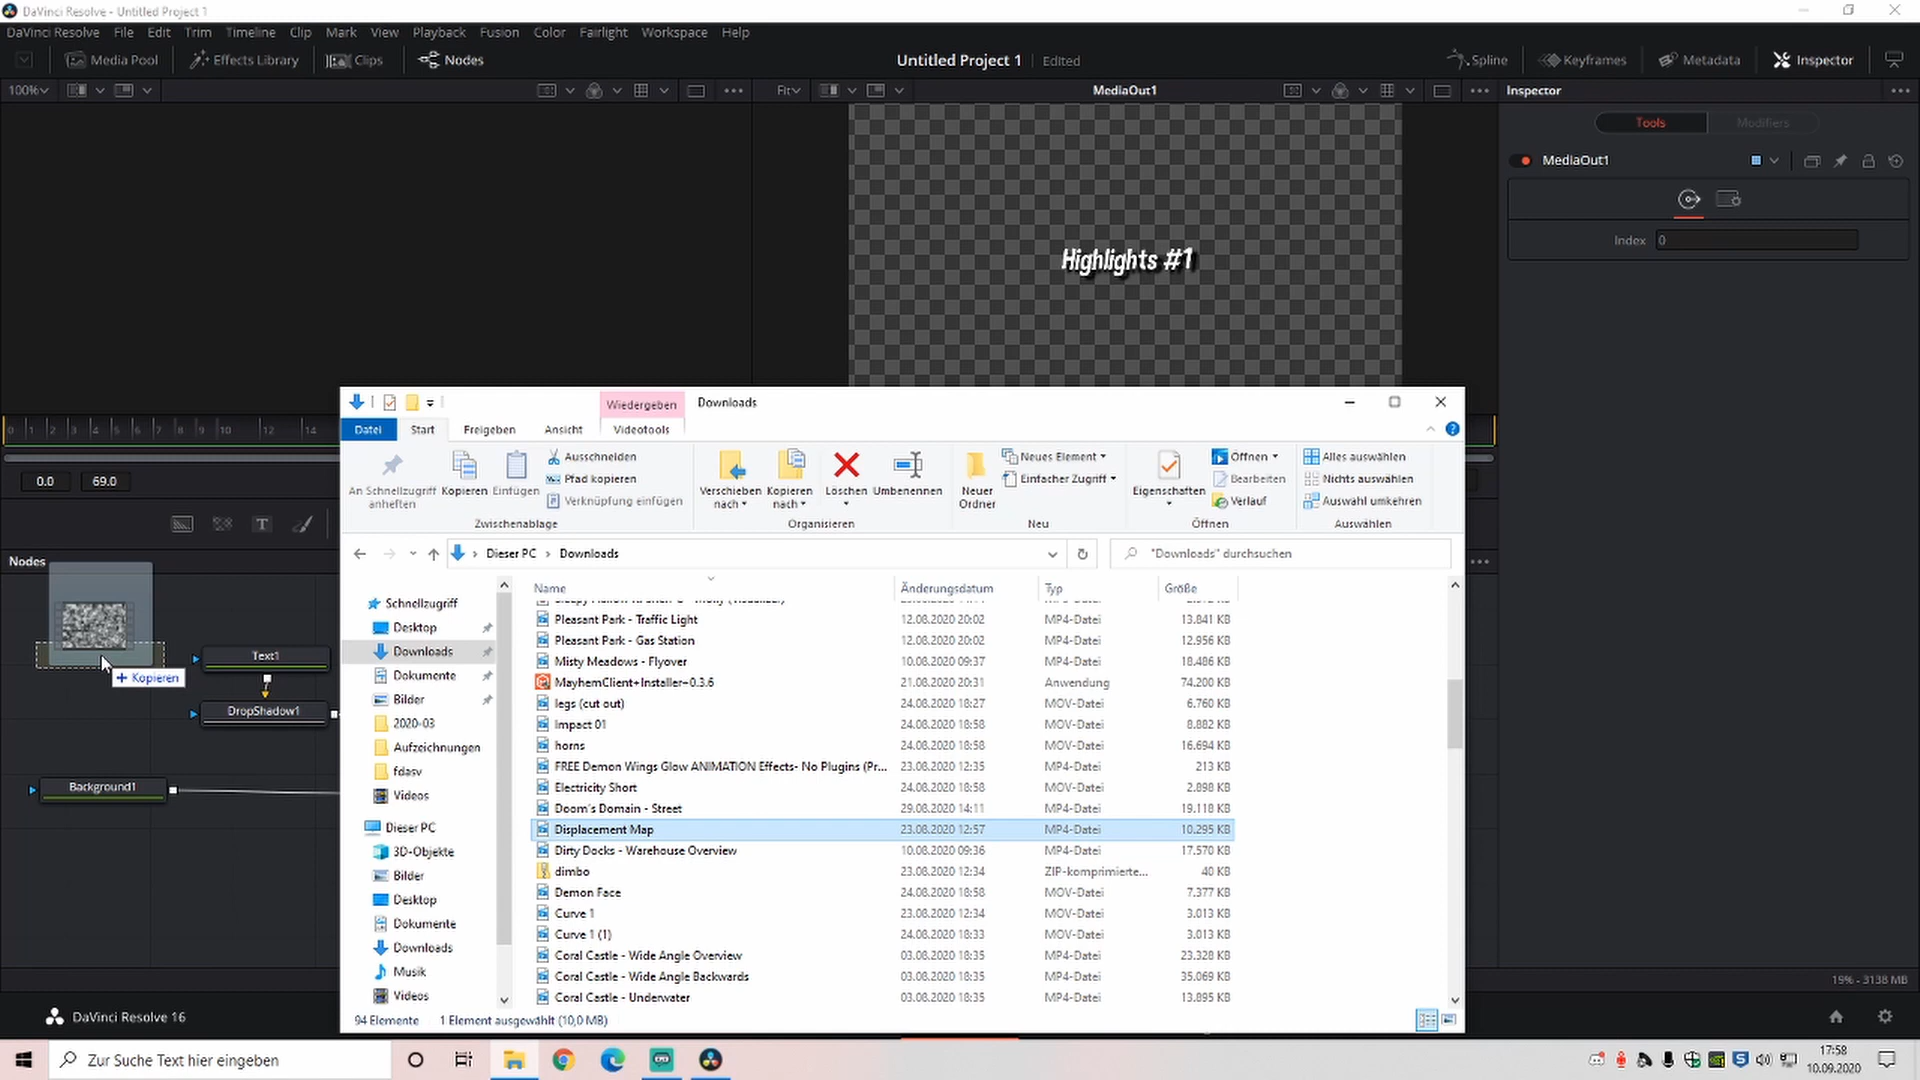 DaVinci Resolve - Untitled Project 1
DaVinci Resolve File Edit Trim Timeline Clip Mark View Playback Fusion Color Fairlight Workspace Help
Media Pool Effects Library Clips Nodes Untitled Project 1 Edited Spline Keyframes Metadata Inspector
100% Fit MediaOut1 Inspector
Tools Modifiers
MediaOut1
Index 0
Highlights #1
Wiedergeben Downloads
Datei Start Freigeben Ansicht Videotools
0 1 2 3 4 5 6 7 8 9 10 12 14
0.0 69.0
An Schnellzugriff anheften
Kopieren
Einfügen
Ausschneiden
Pfad kopieren
Verknüpfung einfügen
Zwischenablage
Verschieben nach
Kopieren nach
Löschen
Umbenennen
Organisieren
Neuer Ordner
Neues Element
Einfacher Zugriff
Neu
Eigenschaften
Öffnen
Bearbeiten
Verlauf
Öffnen
Alles auswählen
Nichts auswählen
Auswahl umkehren
Auswählen
Dieser PC Downloads "Downloads" durchsuchen
Nodes
Text1
Kopieren
DropShadow1
Background1
Schnellzugriff
Desktop
Downloads
Dokumente
Bilder
2020-03
Aufzeichnungen
fdasv
Videos
Dieser PC
3D-Objekte
Bilder
Desktop
Dokumente
Downloads
Musik
Videos
Name Änderungsdatum Typ Größe
Pleasant Park - Traffic Light 12.08.2020 20:02 MP4-Datei 13.841 KB
Pleasant Park - Gas Station 12.08.2020 20:02 MP4-Datei 12.956 KB
Misty Meadows - Flyover 10.08.2020 09:37 MP4-Datei 18.486 KB
MayhemClient+Installer-0.3.6 21.08.2020 20:31 Anwendung 74.200 KB
legs (cut out) 24.08.2020 18:27 MOV-Datei 6.760 KB
Impact 01 24.08.2020 18:58 MOV-Datei 8.882 KB
horns 24.08.2020 18:58 MOV-Datei 16.694 KB
FREE Demon Wings Glow ANIMATION Effects- No Plugins (Pr... 23.08.2020 12:35 MP4-Datei 213 KB
Electricity Short 24.08.2020 18:58 MOV-Datei 2.898 KB
Doom's Domain - Street 29.08.2020 14:11 MP4-Datei 19.118 KB
Displacement Map 23.08.2020 12:57 MP4-Datei 10.295 KB
Dirty Docks - Warehouse Overview 10.08.2020 09:36 MP4-Datei 17.570 KB
dimbo 23.08.2020 12:34 ZIP-komprimierte... 40 KB
Demon Face 24.08.2020 18:58 MOV-Datei 7.377 KB
Curve 1 23.08.2020 12:34 MOV-Datei 3.013 KB
Curve 1 (1) 24.08.2020 18:33 MOV-Datei 3.013 KB
Coral Castle - Wide Angle Overview 03.08.2020 18:35 MP4-Datei 23.328 KB
Coral Castle - Wide Angle Backwards 03.08.2020 18:35 MP4-Datei 35.069 KB
Coral Castle - Underwater 03.08.2020 18:35 MP4-Datei 13.895 KB
94 Elemente 1 Element ausgewählt (10,0 MB)
19% - 3138 MB
DaVinci Resolve 16
Zur Suche Text hier eingeben
17:58
10.09.2020